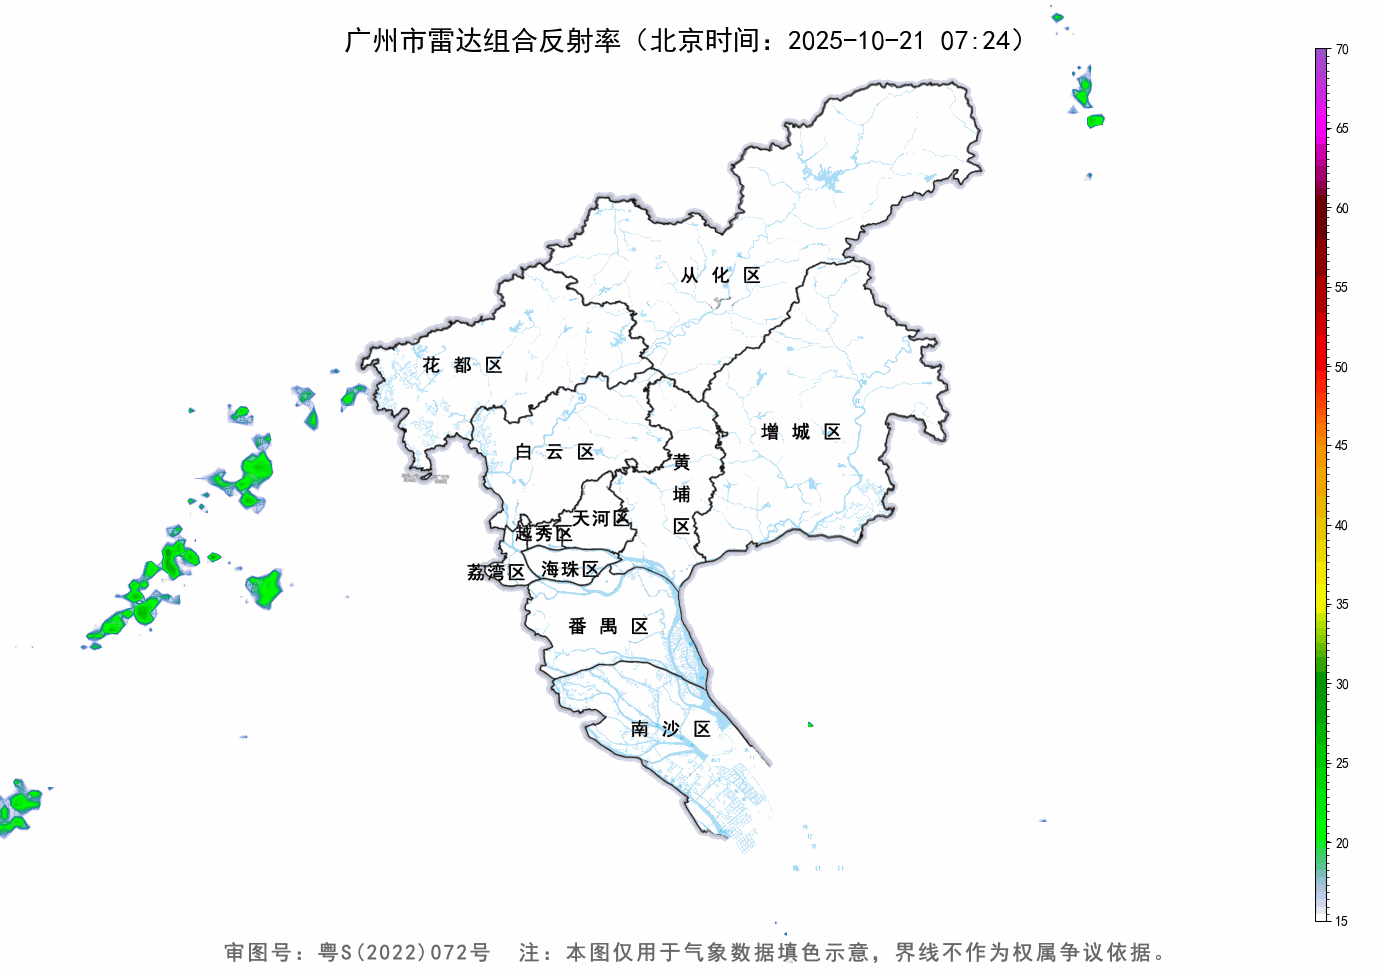 广州市雷达组合反射率（北京时间：2025-10-21 07:24）
70
65
60
55
50
45
40
35
30
25
20
15
从化区
花都区
增城区
白云区
黄埔区
天河区
越秀区
荔湾区
海珠区
番禺区
南沙区
审图号：粤S(2022)072号 注：本图仅用于气象数据填色示意，界线不作为权属争议依据。